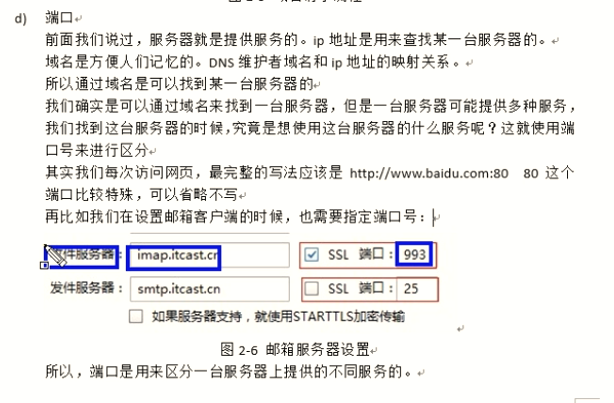 d) 端口
前面我们说过，服务器就是提供服务的。ip 地址是用来查找某一台服务器的。
域名是方便人们记忆的。DNS 维护者域名和 ip 地址的映射关系。
所以通过域名是可以找到某一台服务器的
我们确实是可以通过域名来找到一台服务器，但是一台服务器可能提供多种服务，
我们找到这台服务器的时候，究竟是想使用这台服务器的什么服务呢？这就使用端
口号来进行区分
其实我们每次访问网页，最完整的写法应该是 http://www.baidu.com:80 80 这个
端口比较特殊，可以省略不写
再比如我们在设置邮箱客户端的时候，也需要指定端口号：
件服务器： imap.itcast.cn SSL 端口： 993
发件服务器： smtp.itcast.cn SSL 端口： 25
如果服务器支持，就使用STARTTLS加密传输
图 2-6 邮箱服务器设置
所以，端口是用来区分一台服务器上提供的不同服务的。